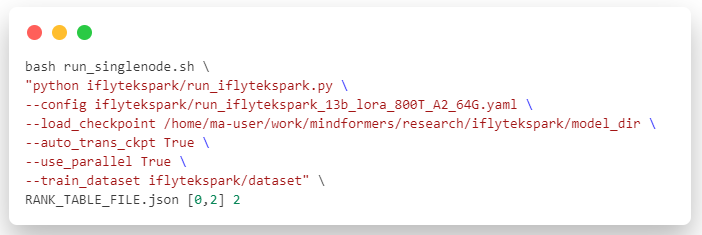 bash run_singlenode.sh \
"python iflytekspark/run_iflytekspark.py \
--config iflytekspark/run_iflytekspark_13b_lora_800T_A2_64G.yaml \
--load_checkpoint /home/ma-user/work/mindformers/research/iflytekspark/model_dir \
--auto_trans_ckpt True \
--use_parallel True \
--train_dataset iflytekspark/dataset" \
RANK_TABLE_FILE.json [0,2] 2